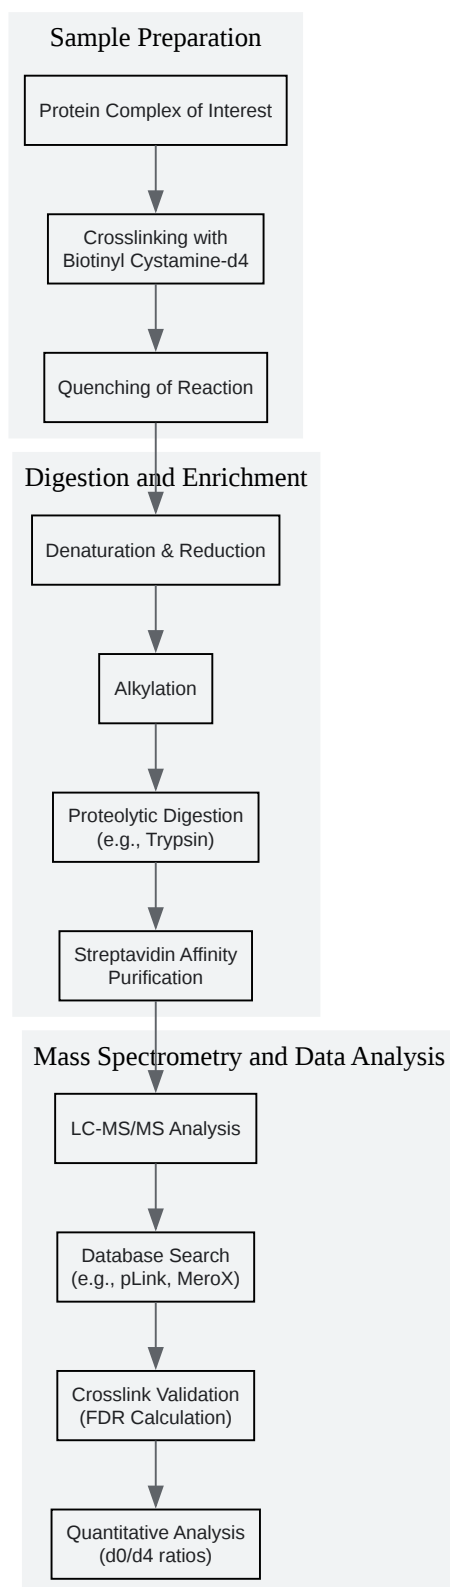 Sample Preparation
Protein Complex of Interest
Crosslinking with
Biotinyl Cystamine-d4
Quenching of Reaction
Digestion and Enrichment
Denaturation & Reduction
Alkylation
Proteolytic Digestion
(e.g., Trypsin)
Streptavidin Affinity
Purification
Mass Spectrometry and Data Analysis
LC-MS/MS Analysis
Database Search
(e.g., pLink, MeroX)
Crosslink Validation
(FDR Calculation)
Quantitative Analysis
(d0/d4 ratios)